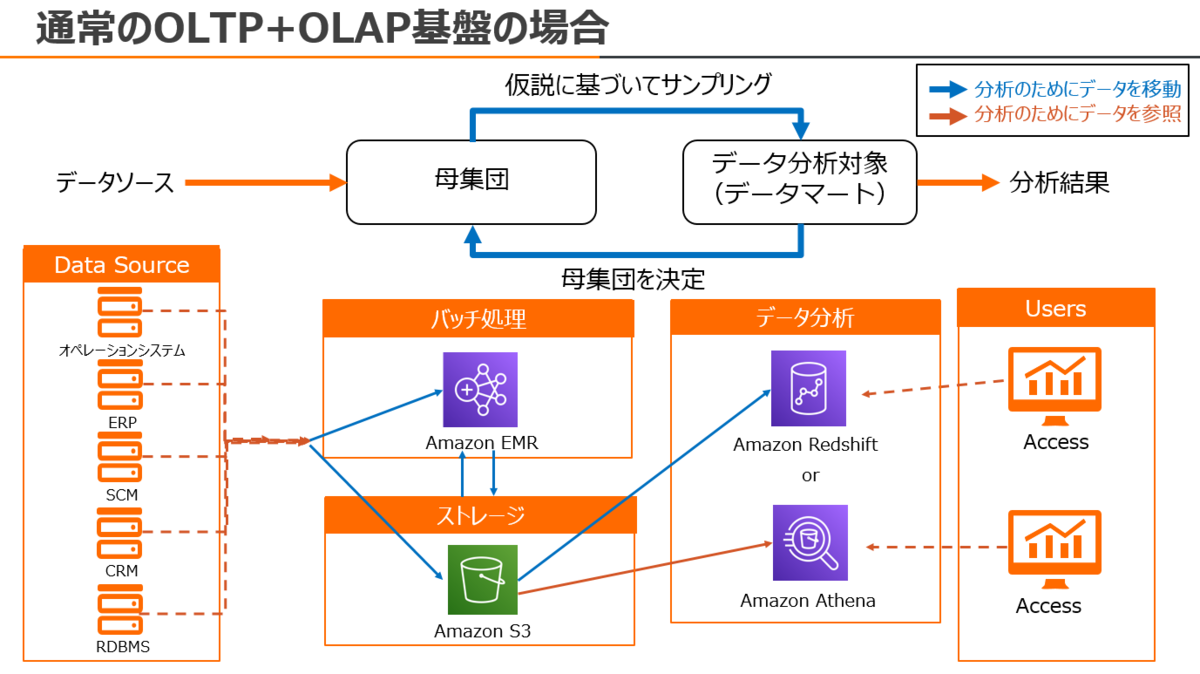 通常のOLTP+OLAP基盤の場合
仮説に基づいてサンプリング
分析のためにデータを移動
分析のためにデータを参照
データソース
母集団
データ分析対象
（データマート）
分析結果
母集団を決定
Data Source
オペレーションシステム
ERP
SCM
CRM
RDBMS
バッチ処理
Amazon EMR
ストレージ
Amazon S3
データ分析
Amazon Redshift
or
Amazon Athena
Users
Access
Access